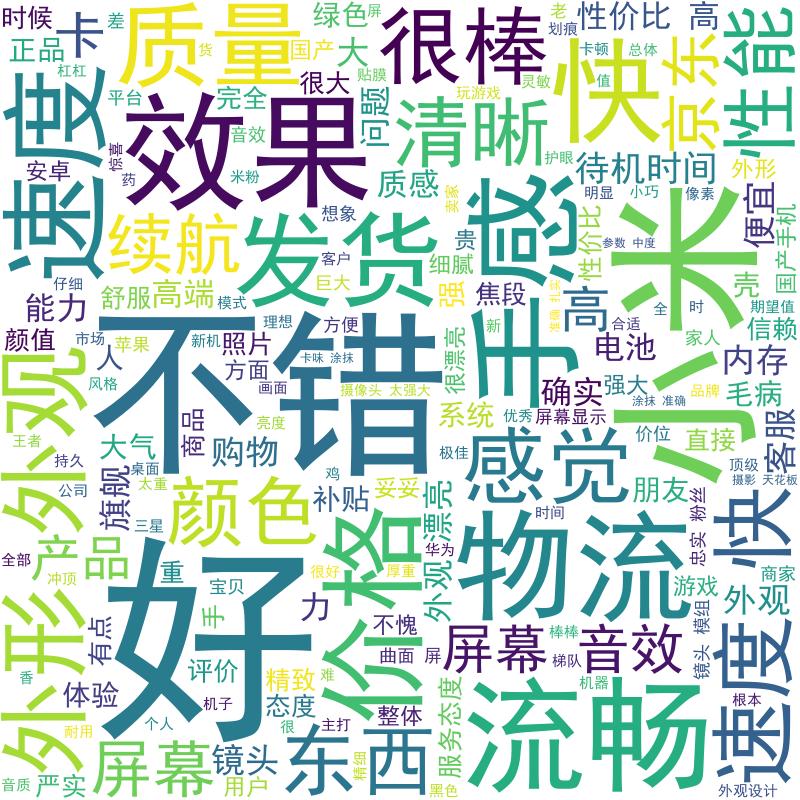 时候
卡
差
质量
国产
绿色
屏
大
很棒
老
性价比
高
划痕
正品
杠杠
货
很大
贴膜
玩游戏
灵敏
卡顿
总体
值
快
京东
性能
速度
平台
完全
音效
问题
清晰
效果
惊喜
药
米粉
安卓
质感
护眼
待机时间
外形
卖家
明显
小巧
像素
便宜
想象
手感
小米
续航
发货
贵
客户
细腻
性价比
参数
中度
国产手机
仔细
能力
舒服
高端
模式
巨大
强
焦段
准确
扎实
高
全
时
壳
期望值
信赖
颜值
市场
苹果
新机
理想
方便
照片
方面
画面
不错
人
风格
卡咪
涂抹
很漂亮
新
合适
电池
家人
内存
摄像头
太强大
确实
强大
品牌
毛病
外观
王者
商品
亮度
系统
优秀
屏幕显示
涂抹
准确
价位
直接
客服
大气
购物
持久
桌面
极佳
感觉
顶级
摄影
天花板
公司
太重
旗舰
鸡
补贴
妥妥
漂亮
朋友
颜色
三星
时间
物流
粉丝
忠实
快
全部
产品
冲顶
好
重
宝贝
很好
价格
厚重
华为
外观
游戏
商家
外观
外形
有点
手
力
不愧
曲面
屏
屏幕
棒棒
梯队
音效
镜头
模组
速度
香
评价
体验
精致
难
机子
态度
整体
服务态度
流畅
机器
根本
耐用
个人
很
主打
音质
严实
屏幕
镜头
用户
东西
精细
黑色
外观设计